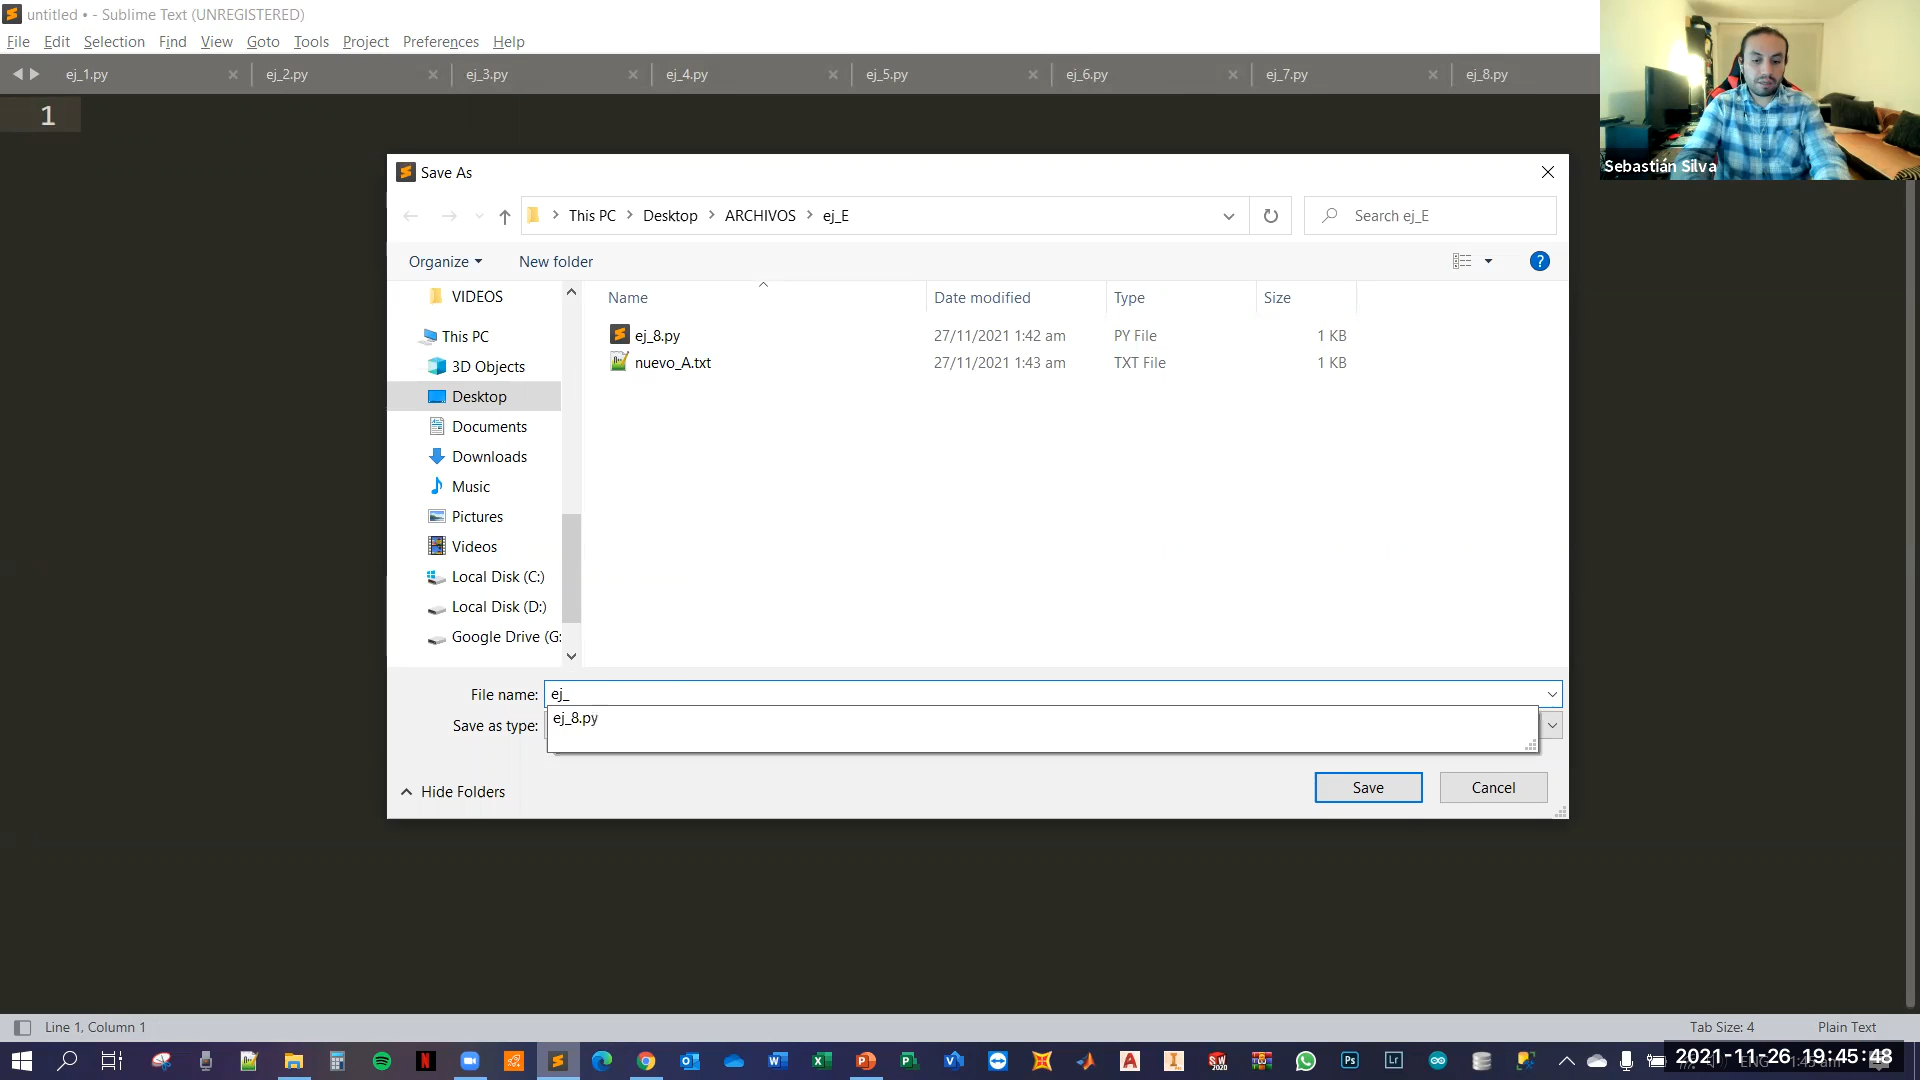 untitled • - Sublime Text (UNREGISTERED)
File Edit Selection Find View Goto Tools Project Preferences Help
ej_1.py ej_2.py ej_3.py ej_4.py ej_5.py ej_6.py ej_7.py ej_8.py
1
Sebastián Silva
Save As
This PC Desktop ARCHIVOS ej_E
Search ej_E
Organize New folder
VIDEOS
This PC
3D Objects
Desktop
Documents
Downloads
Music
Pictures
Videos
Local Disk (C:)
Local Disk (D:)
Google Drive (G:
Name Date modified Type Size
ej_8.py 27/11/2021 1:42 am PY File 1 KB
nuevo_A.txt 27/11/2021 1:43 am TXT File 1 KB
File name: ej_
ej_8.py
Save as type:
Hide Folders
Save Cancel
Line 1, Column 1
Tab Size: 4 Plain Text
2021-11-26 19:45:48